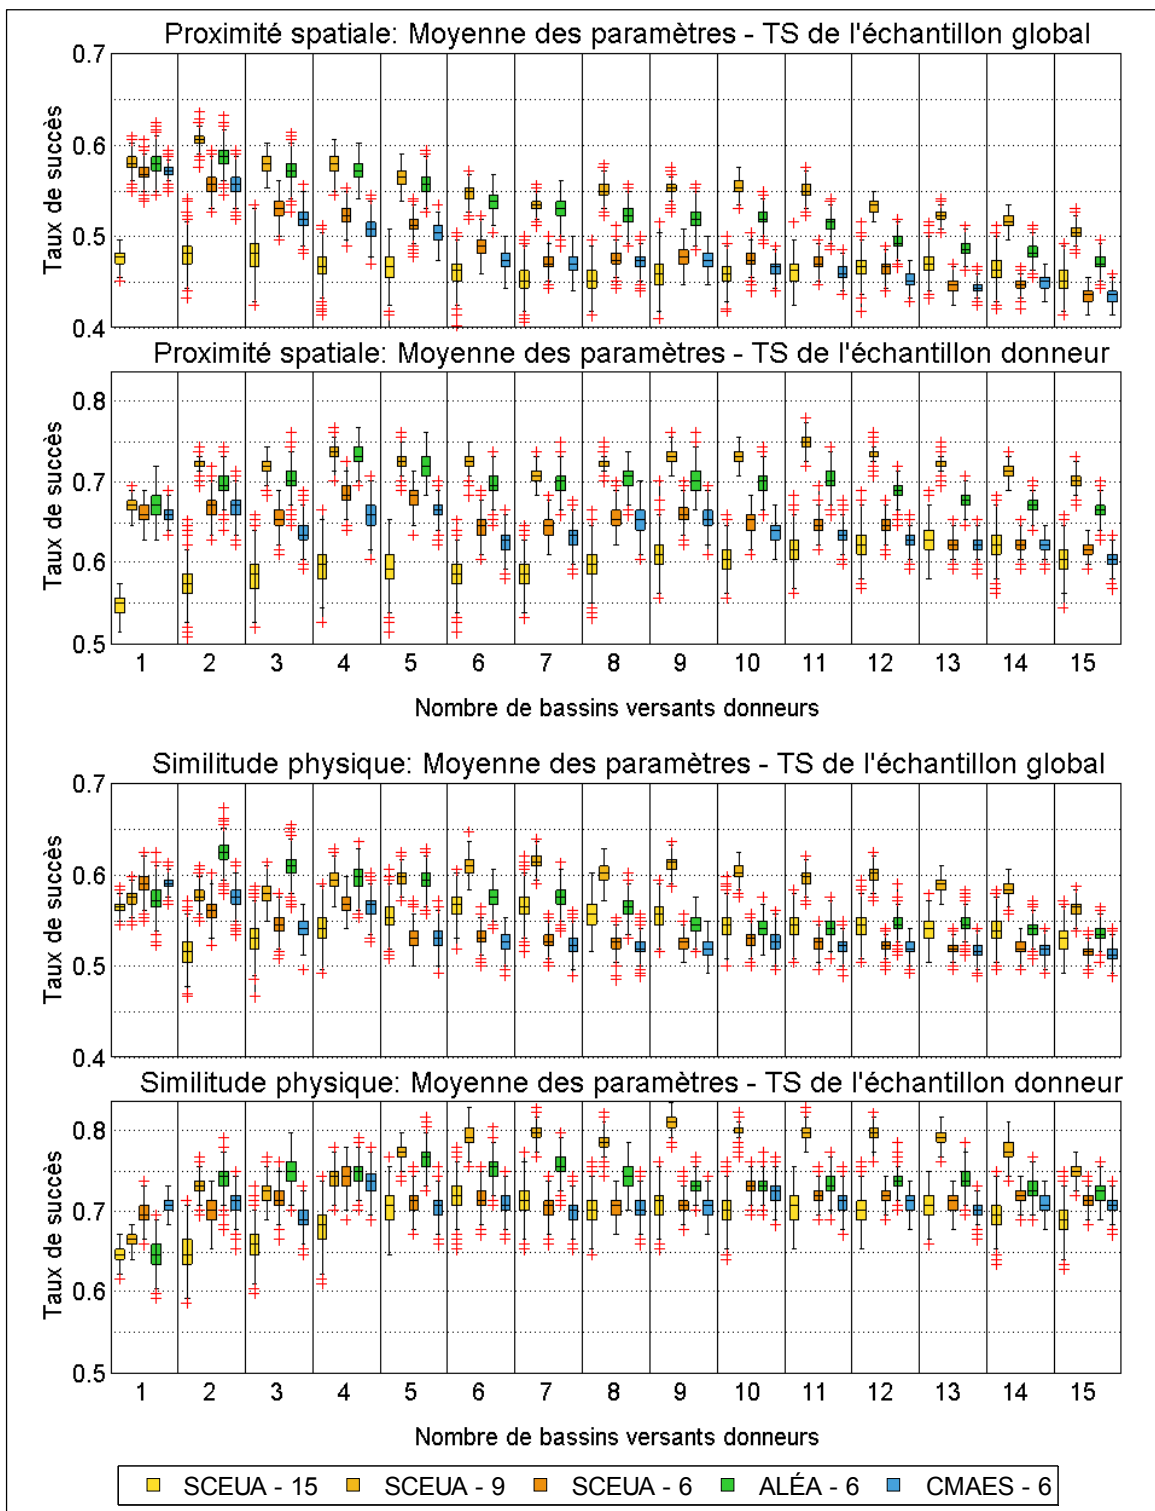 Proximité spatiale: Moyenne des paramètres - TS de l'échantillon global
Taux de succès
0.7
0.6
0.5
0.4
Proximité spatiale: Moyenne des paramètres - TS de l'échantillon donneur
Taux de succès
0.8
0.7
0.6
0.5
1 2 3 4 5 6 7 8 9 10 11 12 13 14 15
Nombre de bassins versants donneurs
Similitude physique: Moyenne des paramètres - TS de l'échantillon global
Taux de succès
0.7
0.6
0.5
0.4
Similitude physique: Moyenne des paramètres - TS de l'échantillon donneur
Taux de succès
0.8
0.7
0.6
0.5
1 2 3 4 5 6 7 8 9 10 11 12 13 14 15
Nombre de bassins versants donneurs
SCEUA - 15 SCEUA - 9 SCEUA - 6 ALÉA - 6 CMAES - 6